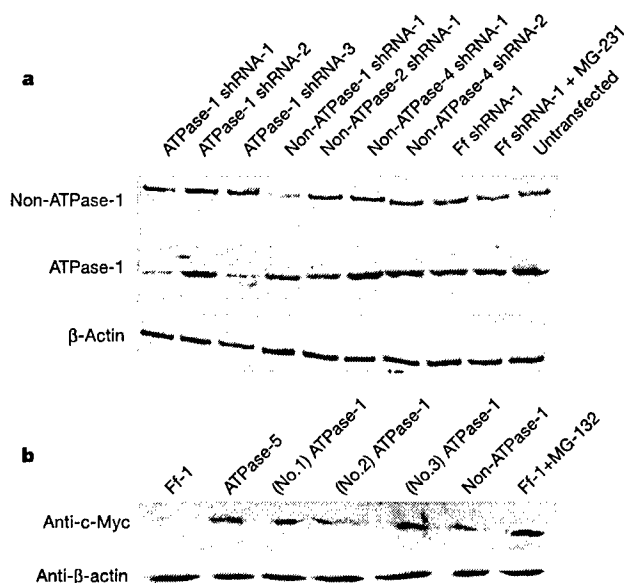 a
ATPase-1 shRNA-1
ATPase-1 shRNA-2
ATPase-1 shRNA-3
Non-ATPase-1 shRNA-1
Non-ATPase-2 shRNA-1
Non-ATPase-4 shRNA-1
Non-ATPase-4 shRNA-2
Ff shRNA-1
Ff shRNA-1 + MG-231
Untransfected
Non-ATPase-1
ATPase-1
β-Actin
b
Ff-1
ATPase-5
(No.1) ATPase-1
(No.2) ATPase-1
(No.3) ATPase-1
Non-ATPase-1
Ff-1+MG-132
Anti-c-Myc
Anti-ß-actin